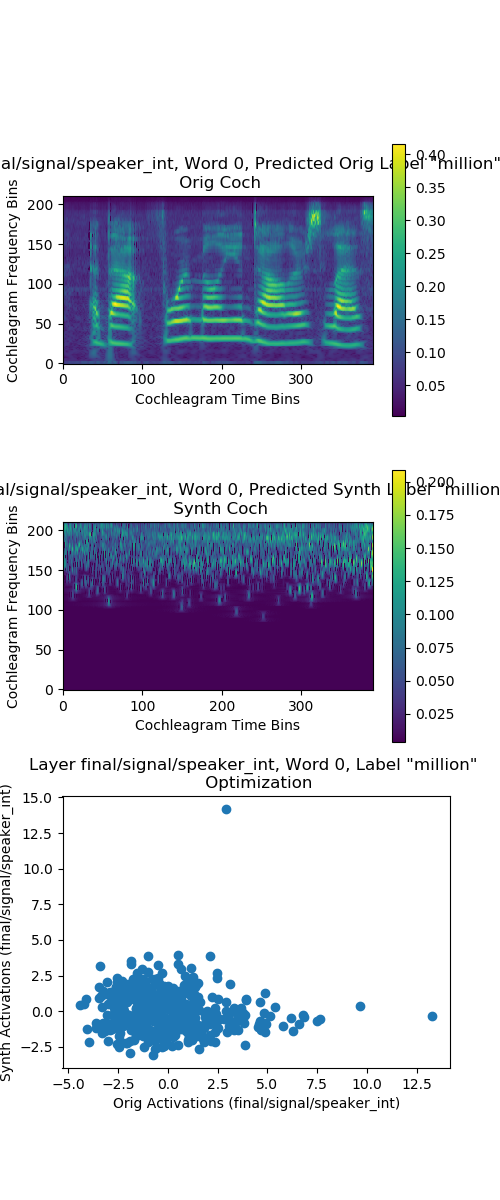 al/signal/speaker_int, Word 0, Predicted Orig Label "million"
Orig Coch
Cochleagram Frequency Bins
200
150
100
50
0
0 100 200 300
Cochleagram Time Bins
0.40
0.35
0.30
0.25
0.20
0.15
0.10
0.05
al/signal/speaker_int, Word 0, Predicted Synth Label "million
Synth Coch
Cochleagram Frequency Bins
200
150
100
50
0
0 100 200 300
Cochleagram Time Bins
0.200
0.175
0.150
0.125
0.100
0.075
0.050
0.025
Layer final/signal/speaker_int, Word 0, Label "million"
Optimization
Synth Activations (final/signal/speaker_int)
15.0
12.5
10.0
7.5
5.0
2.5
0.0
−2.5
−5.0 −2.5 0.0 2.5 5.0 7.5 10.0 12.5
Orig Activations (final/signal/speaker_int)